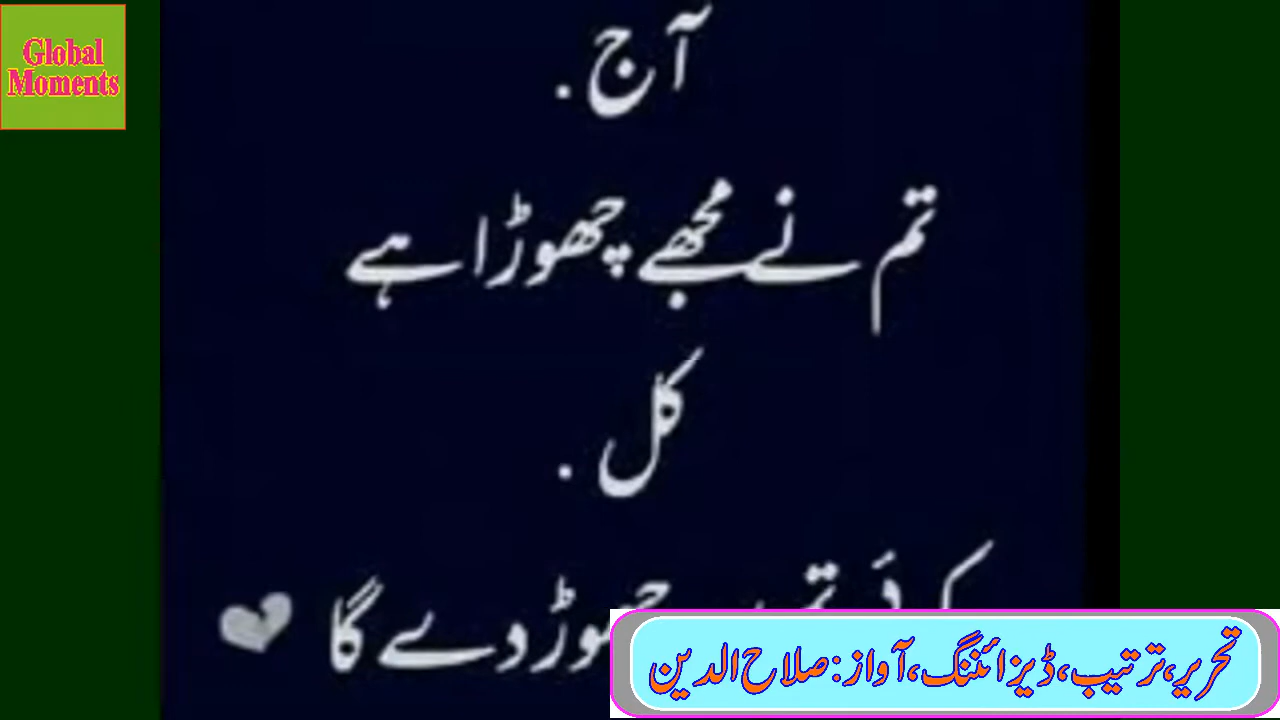 Global
Moments
آج .
تم نے مجھے چھوڑا ہے
کل .
چھوڑ دے گا
تحریر، ترتیب، ڈیزائننگ، آواز: صلاح الدین